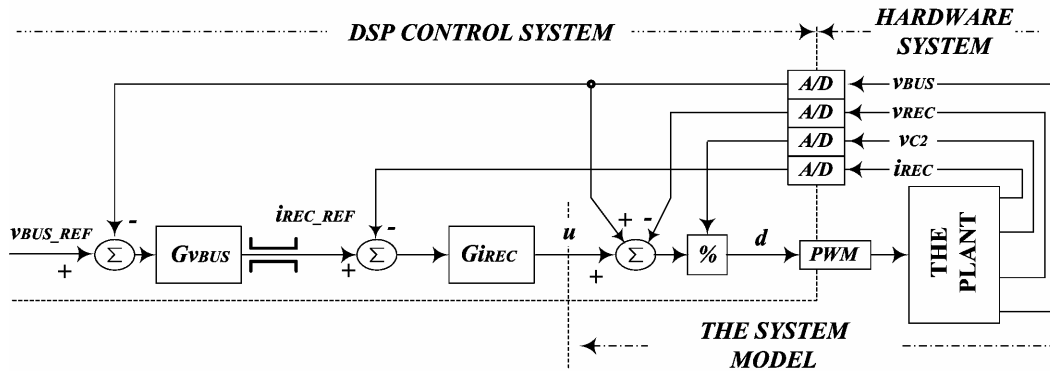 DSP CONTROL SYSTEM
HARDWARE
SYSTEM
A/D
vBUS
A/D
vREC
A/D
vC2
A/D
iREC
vBUS_REF
-
+
Σ
GvBUS
iREC_REF
-
+
Σ
GiREC
u
+
-
+
Σ
%
d
PWM
THE
PLANT
THE SYSTEM
MODEL